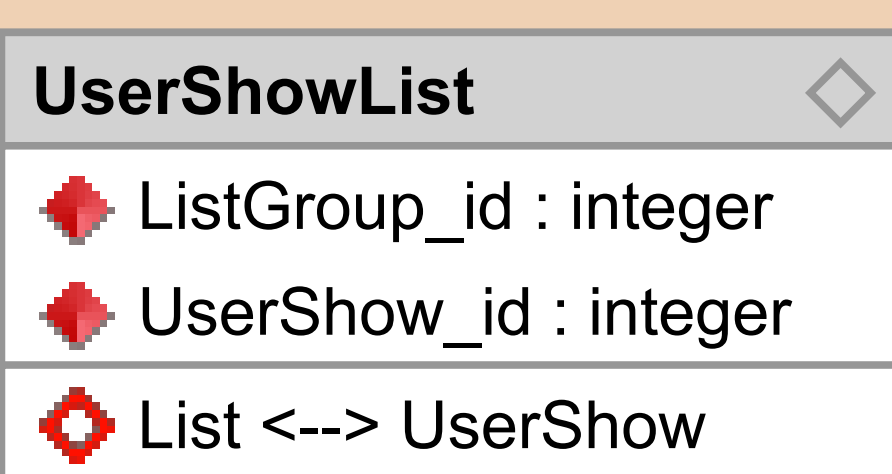 UserShowList
ListGroup_id : integer
UserShow_id : integer
List <--> UserShow